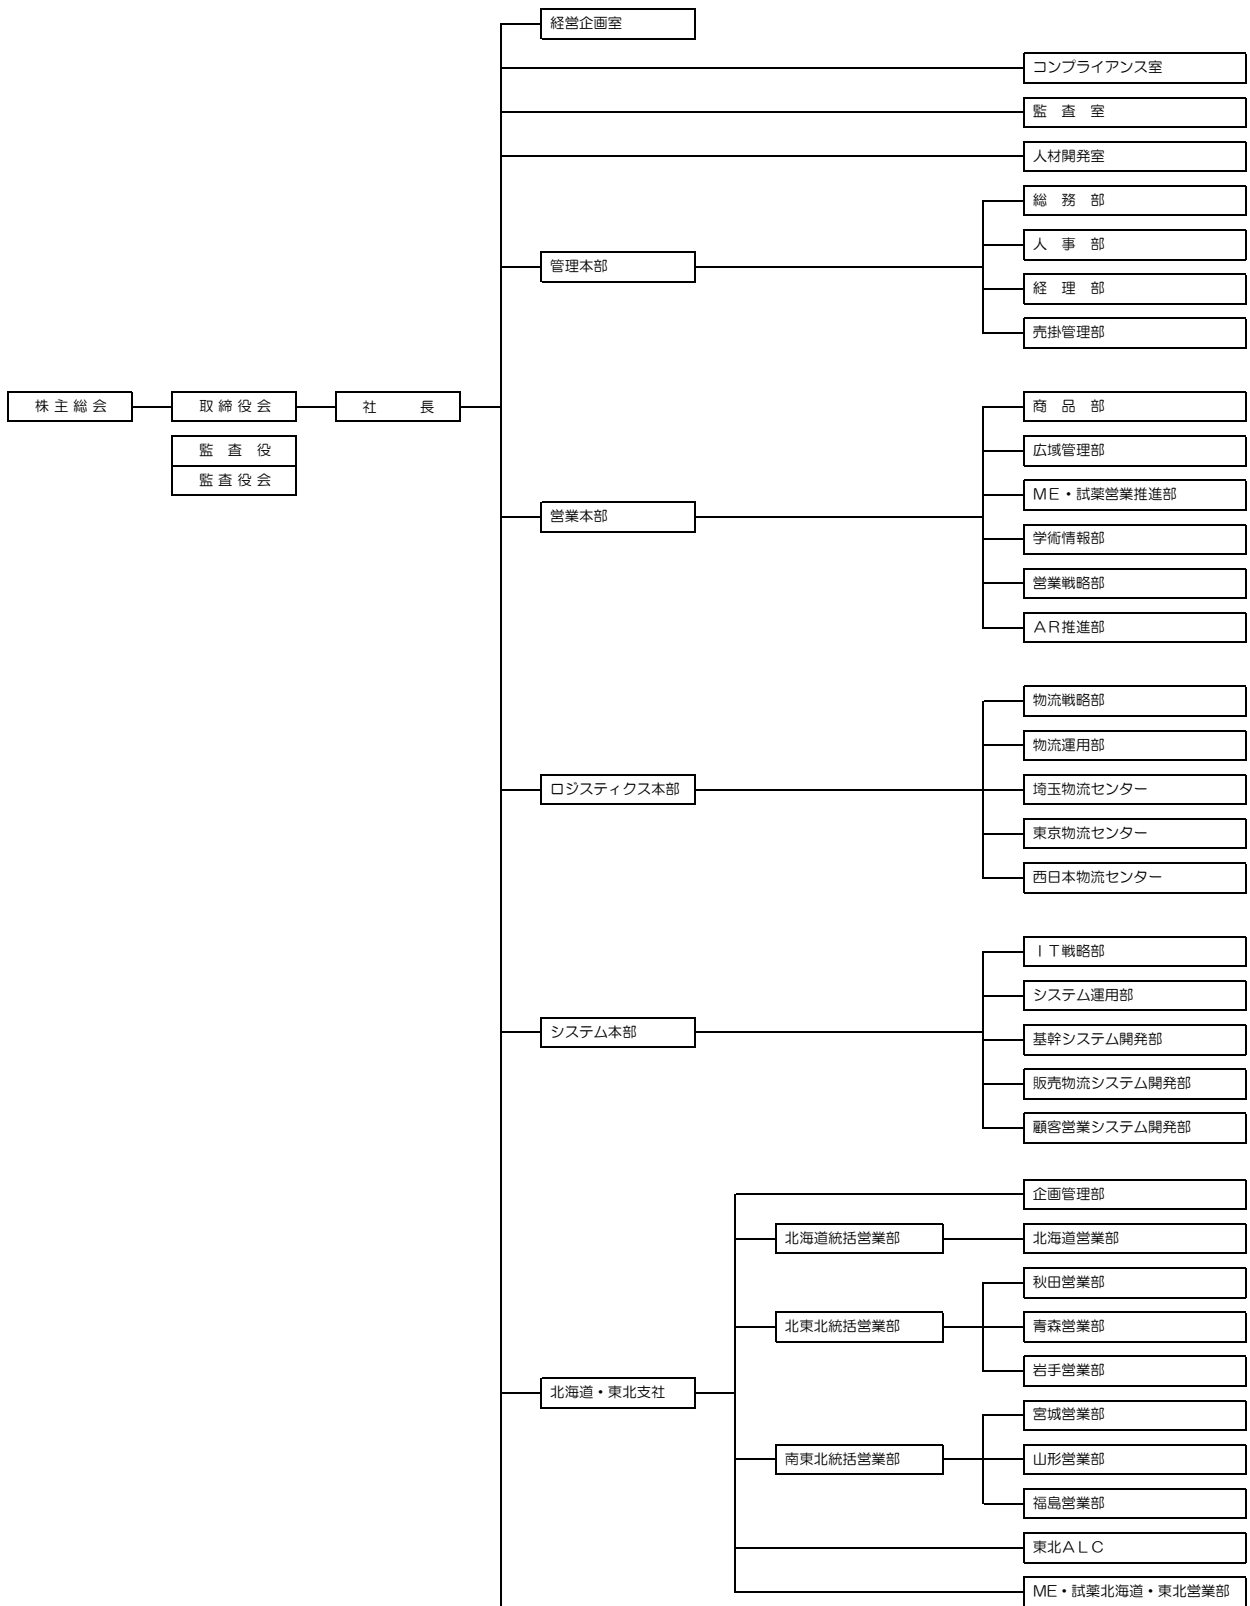 経営企画室
コンプライアンス室
監 査 室
人材開発室
総 務 部
人 事 部
管理本部
経 理 部
売掛管理部
株 主 総 会
取 締 役 会
社 長
監 査 役
監 査 役 会
商 品 部
広域管理部
ME・試薬営業推進部
営業本部
学術情報部
営業戦略部
AR推進部
物流戦略部
物流運用部
ロジスティクス本部
埼玉物流センター
東京物流センター
西日本物流センター
IT戦略部
システム運用部
システム本部
基幹システム開発部
販売物流システム開発部
顧客営業システム開発部
企画管理部
北海道統括営業部
北海道営業部
秋田営業部
北東北統括営業部
青森営業部
岩手営業部
北海道・東北支社
宮城営業部
南東北統括営業部
山形営業部
福島営業部
東北ALC
ME・試薬北海道・東北営業部